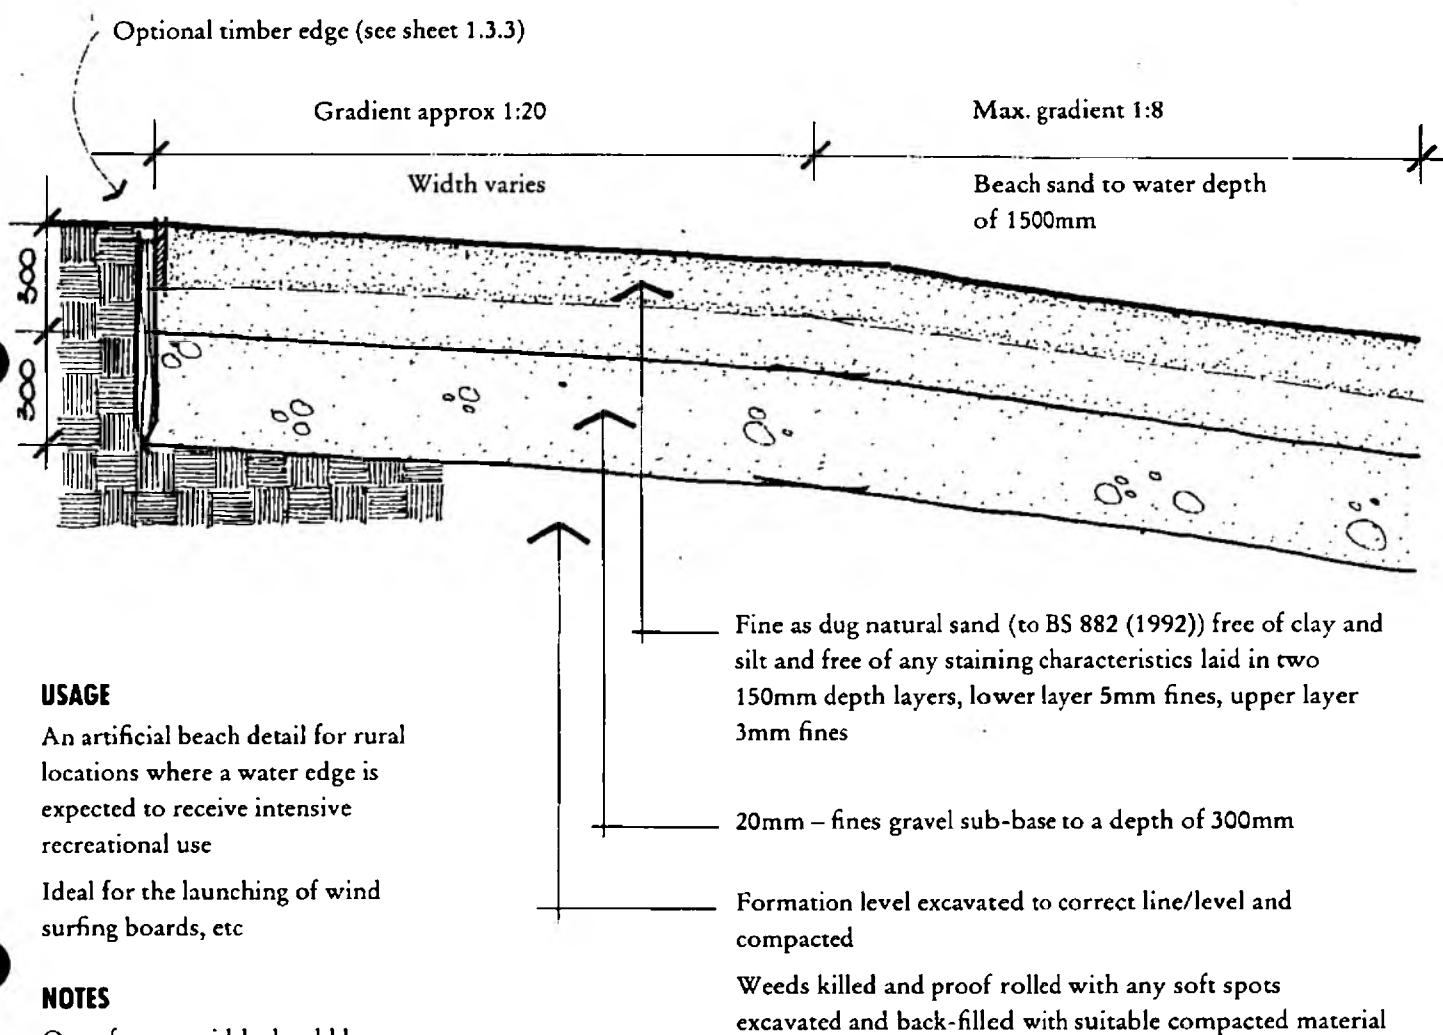 Optional timber edge (see sheet 1.3.3)
Gradient approx 1:20
Max. gradient 1:8
Width varies
Beach sand to water depth
of 1500mm
300
300
Fine as dug natural sand (to BS 882 (1992)) free of clay and
silt and free of any staining characteristics laid in two
150mm depth layers, lower layer 5mm fines, upper layer
3mm fines
20mm – fines gravel sub-base to a depth of 300mm
Formation level excavated to correct line/level and
compacted
Weeds killed and proof rolled with any soft spots
excavated and back-filled with suitable compacted material
USAGE
An artificial beach detail for rural
locations where a water edge is
expected to receive intensive
recreational use
Ideal for the launching of wind
surfing boards, etc
NOTES